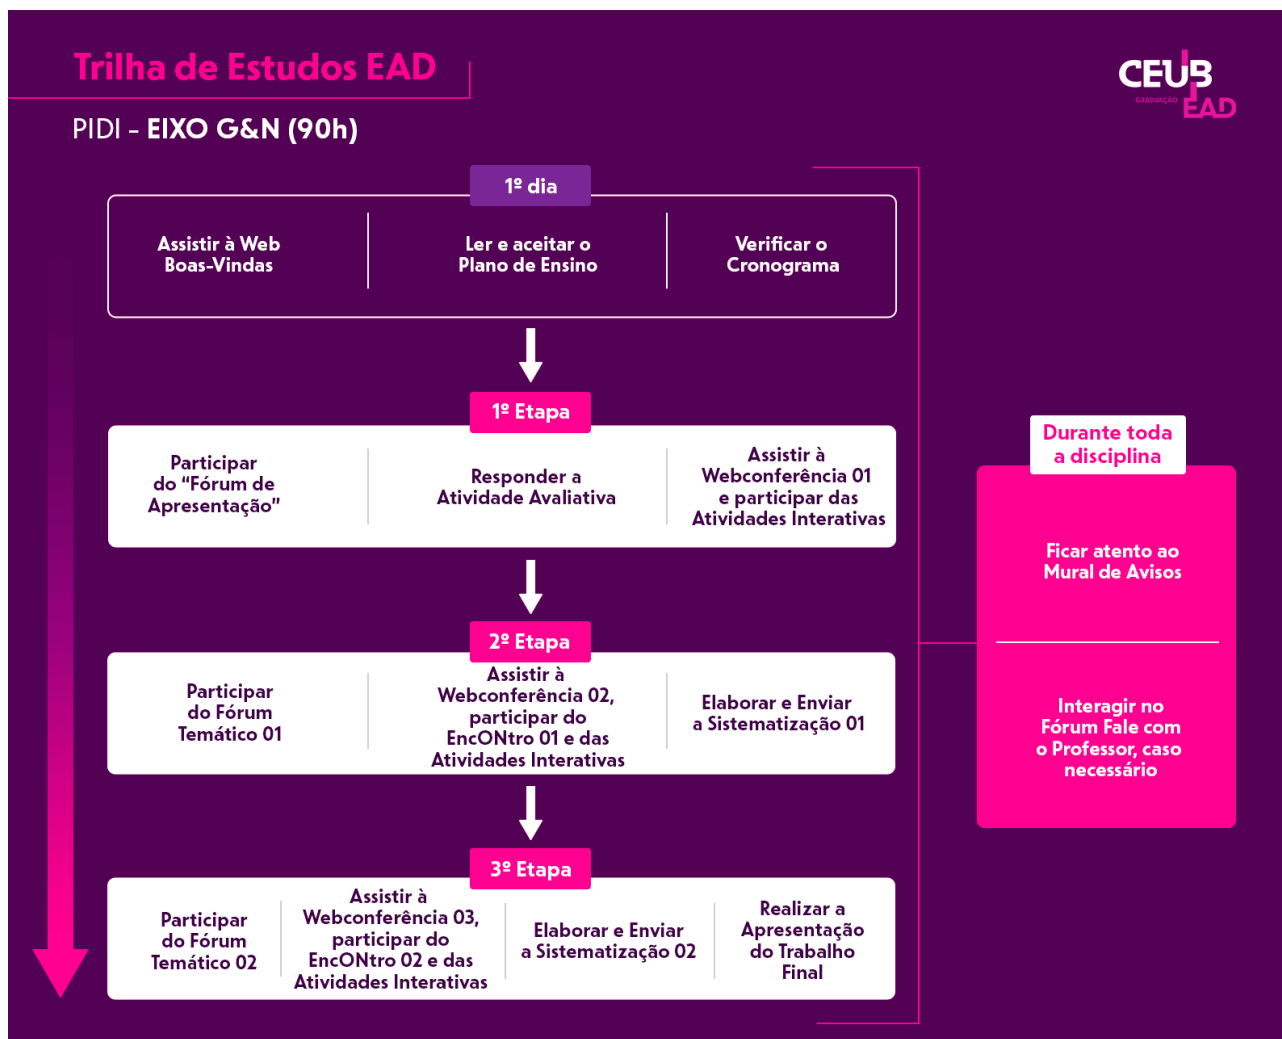 Trilha de Estudos EAD
CEUB
GRADUAÇÃO
EAD
PIDI - EIXO G&N (90h)
1º dia
Assistir à Web
Boas-Vindas
Ler e aceitar o
Plano de Ensino
Verificar o
Cronograma
1º Etapa
Participar
do “Fórum de
Apresentação”
Responder a
Atividade Avaliativa
Assistir à
Webconferência 01
e participar das
Atividades Interativas
2º Etapa
Participar
do Fórum
Temático 01
Assistir à
Webconferência 02,
participar do
EncONtro 01 e das
Atividades Interativas
Elaborar e Enviar
a Sistematização 01
3º Etapa
Participar
do Fórum
Temático 02
Assistir à
Webconferência 03,
participar do
EncONtro 02 e das
Atividades Interativas
Elaborar e Enviar
a Sistematização 02
Realizar a
Apresentação
do Trabalho
Final
Durante toda
a disciplina
Ficar atento ao
Mural de Avisos
Interagir no
Fórum Fale com
o Professor, caso
necessário